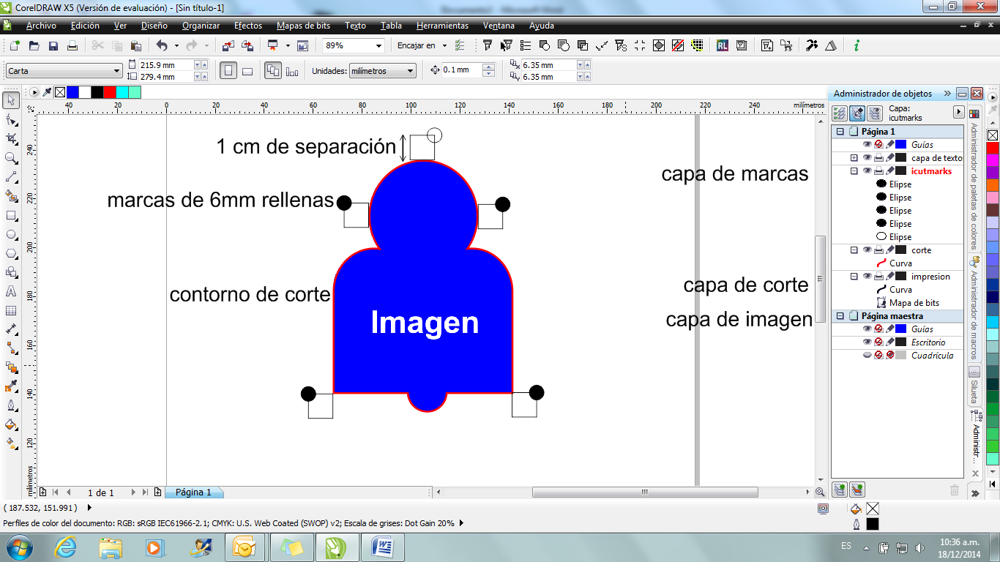 CorelDRAW X5 (Versión de evaluación) - [Sin título-1]
Archivo Edición Ver Diseño Organizar Efectos Mapas de bits Texto Tabla Herramientas Ventana Ayuda
89% Encajar en
Carta 215.9 mm 279.4 mm Unidades: milímetros 0.1 mm 6.35 mm 6.35 mm
40 20 0 20 40 60 80 100 120 140 160 180 200 220 240 milímetros
240
220
200
180
160
140
120
milímetros
1 cm de separación
marcas de 6mm rellenas
contorno de corte
Imagen
capa de marcas
capa de corte
capa de imagen
Administrador de objetos
Capa:
icutmarks
Página 1
Guías
capa de texto
icutmarks
Elipse
Elipse
Elipse
Elipse
Elipse
corte
Curva
impresion
Curva
Mapa de bits
Página maestra
Guías
Escritorio
Cuadrícula
Administrador de paletas de colores
Administrador de macros
Silueta
Administr...
1 de 1 Página 1
( 187.532, 151.991 )
Perfiles de color del documento: RGB: sRGB IEC61966-2.1; CMYK: U.S. Web Coated (SWOP) v2; Escala de grises: Dot Gain 20%
ES 10:36 a.m.
18/12/2014